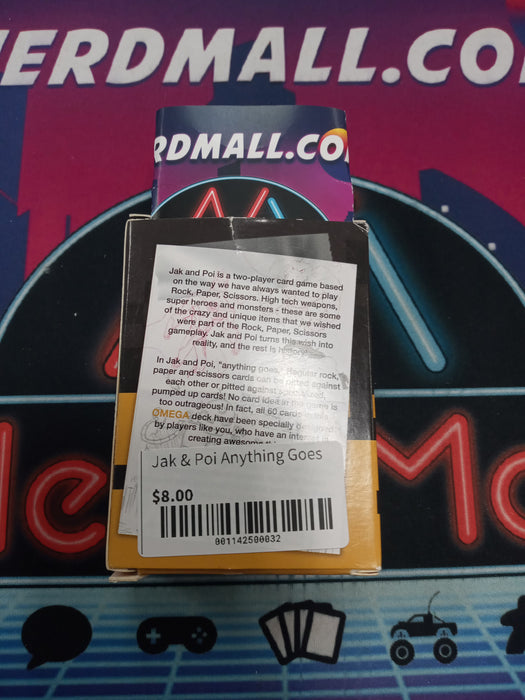 NERDMALL.CO
RDMALL.CO
Jak and Poi is a two-player card game based
on the way we have always wanted to play
Rock, Paper, Scissors. High tech weapons,
super heroes and monsters - these are some
of the crazy and unique items that we wished
were part of the Rock, Paper, Scissors
gameplay. Jak and Poi turns this wish into
reality, and the rest is
In Jak and Poi, "anything goes." Regular rock,
paper and scissors cards can be pitted against
each other or pitted against
pumped up cards! No card idea in the game is
too outrageous! In fact, all 60 cards
OMEGA deck have been specially
by players like you, who have an
creating awesome
Jak & Poi Anything Goes
$8.00
001142500032